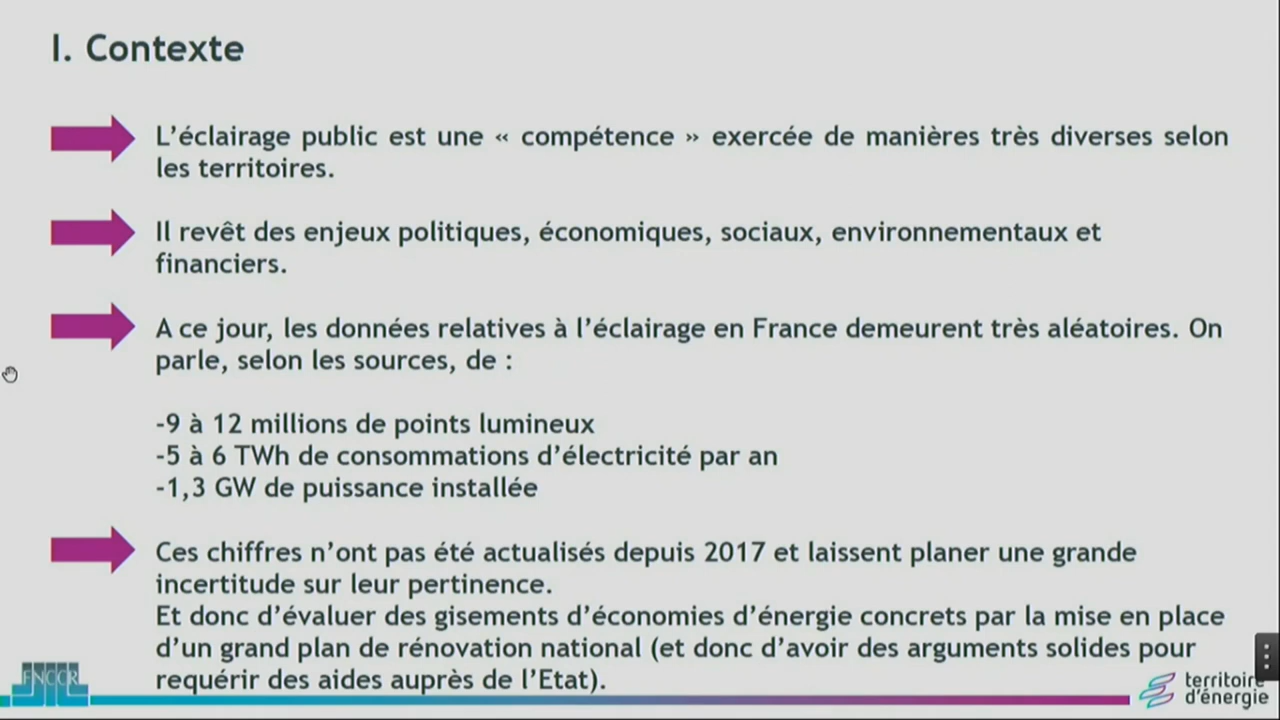 I. Contexte
L’éclairage public est une « compétence » exercée de manières très diverses selon
les territoires.
Il revêt des enjeux politiques, économiques, sociaux, environnementaux et
financiers.
A ce jour, les données relatives à l’éclairage en France demeurent très aléatoires. On
parle, selon les sources, de :
-9 à 12 millions de points lumineux
-5 à 6 TWh de consommations d’électricité par an
-1,3 GW de puissance installée
Ces chiffres n’ont pas été actualisés depuis 2017 et laissent planer une grande
incertitude sur leur pertinence.
Et donc d’évaluer des gisements d’économies d’énergie concrets par la mise en place
d’un grand plan de rénovation national (et donc d’avoir des arguments solides pour
requérir des aides auprès de l’Etat).
FNCCR
territoire
d’énergie